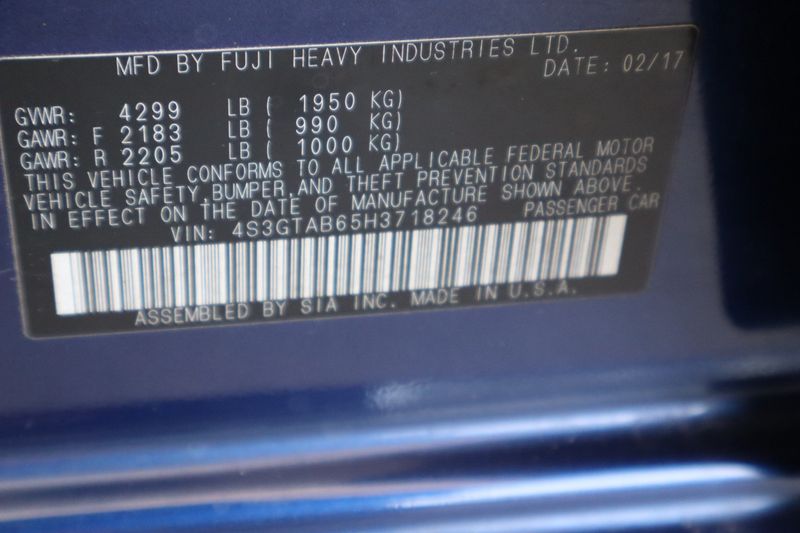 MFD BY FUJI HEAVY INDUSTRIES LTD.
DATE: 02/17
GVWR: 4299 LB ( 1950 KG)
GAWR: F 2183 LB ( 990 KG)
GAWR: R 2205 LB ( 1000 KG)
THIS VEHICLE CONFORMS TO ALL APPLICABLE FEDERAL MOTOR
VEHICLE SAFETY,BUMPER,AND THEFT PREVENTION STANDARDS
IN EFFECT ON THE DATE OF MANUFACTURE SHOWN ABOVE.
VIN: 4S3GTAB65H3718246 PASSENGER CAR
ASSEMBLED BY SIA INC. MADE IN U.S.A.